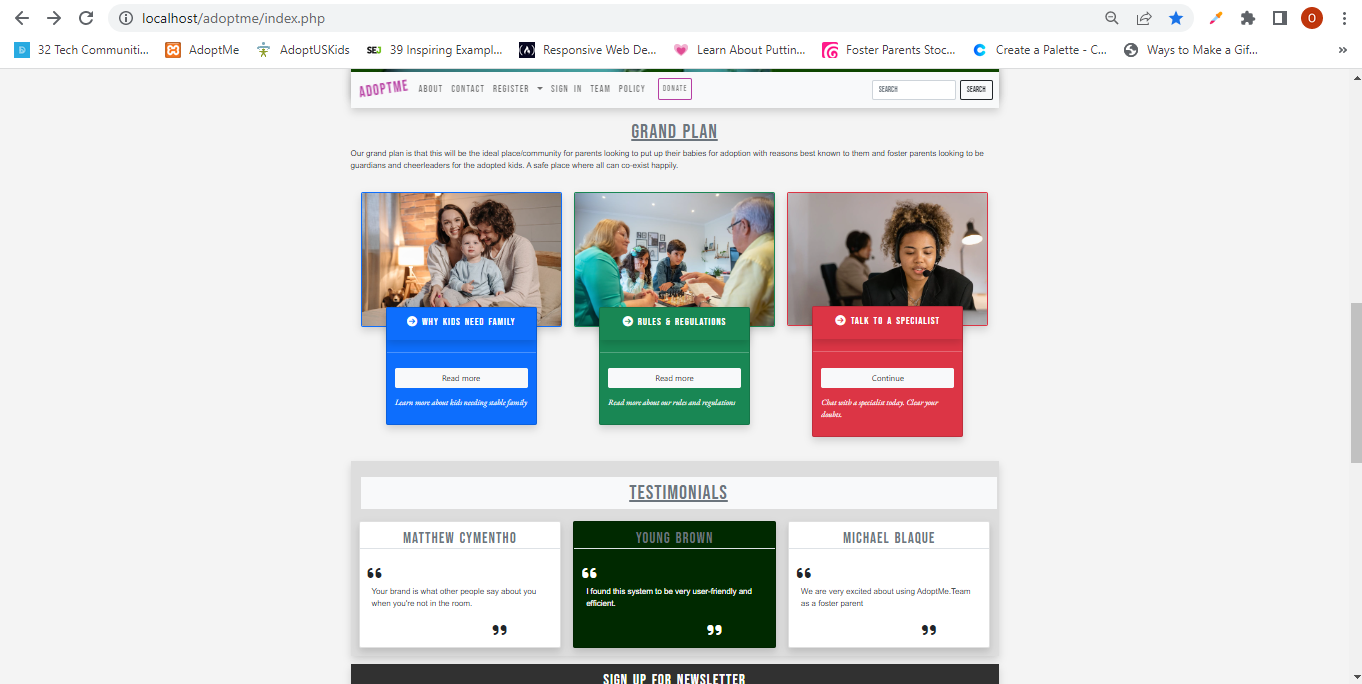 localhost/adoptme/index.php
O
32 Tech Communiti...
AdoptMe
AdoptUSKids
SEJ
39 Inspiring Exampl...
Responsive Web De...
Learn About Puttin...
Foster Parents Stoc...
Create a Palette - C...
Ways to Make a Gif...
»
ADOPTME
ABOUT CONTACT REGISTER SIGN IN TEAM POLICY DONATE
SEARCH
SEARCH
GRAND PLAN
Our grand plan is that this will be the ideal place/community for parents looking to put up their babies for adoption with reasons best known to them and foster parents looking to be
guardians and cheerleaders for the adopted kids. A safe place where all can co-exist happily.
WHY KIDS NEED FAMILY
Read more
Learn more about kids needing stable family
RULES & REGULATIONS
Read more
Read more about our rules and regulations
TALK TO A SPECIALIST
Continue
Chat with a specialist today. Clear your
doubts.
TESTIMONIALS
MATTHEW CYMENTHO
“
Your brand is what other people say about you
when you're not in the room.
”
YOUNG BROWN
“
I found this system to be very user-friendly and
efficient.
”
MICHAEL BLAQUE
“
We are very excited about using AdoptMe.Team
as a foster parent
”
SIGN UP FOR NEWSLETTER